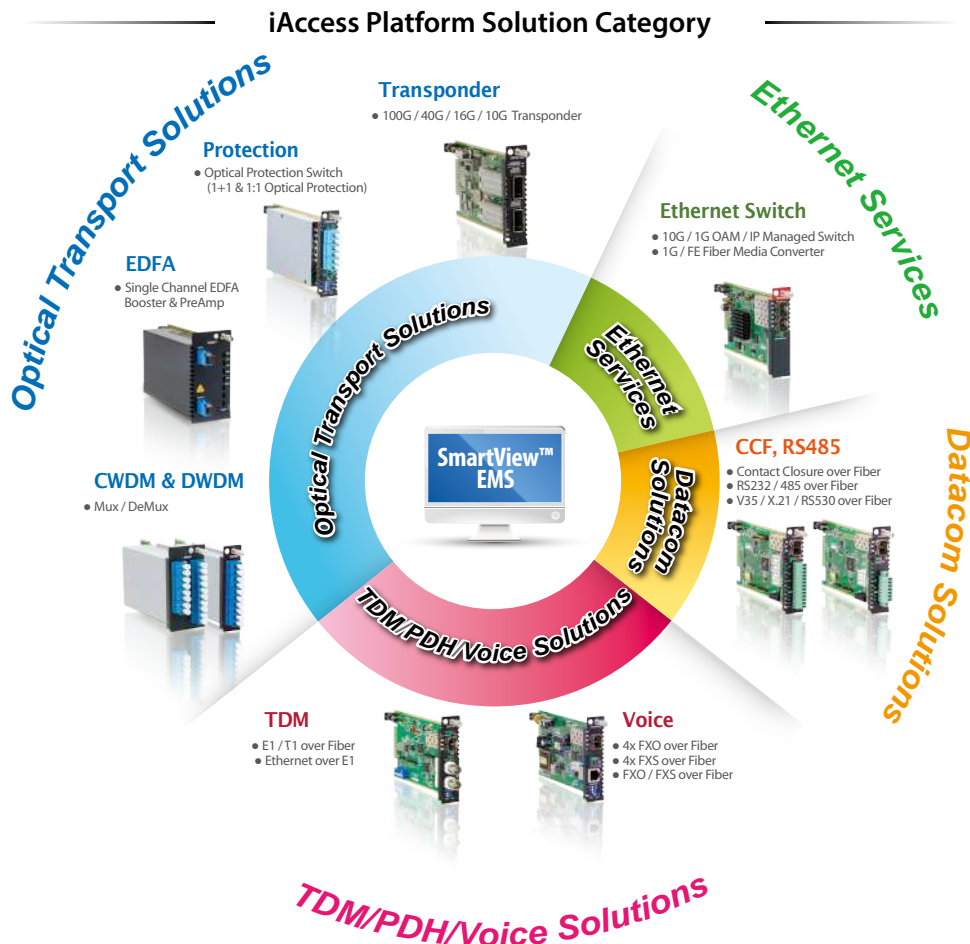 iAccess Platform Solution Category
Optical Transport Solutions
Transponder
● 100G / 40G / 16G / 10G Transponder
Protection
● Optical Protection Switch
(1+1 & 1:1 Optical Protection)
EDFA
● Single Channel EDFA
Booster & PreAmp
CWDM & DWDM
● Mux / DeMux
Ethernet Services
Ethernet Switch
● 10G / 1G OAM / IP Managed Switch
● 1G / FE Fiber Media Converter
Optical Transport Solutions
Ethernet
Services
Datacom
Solutions
TDM/PDH/Voice Solutions
SmartView™
EMS
CCF, RS485
● Contact Closure over Fiber
● RS232 / 485 over Fiber
● V35 / X.21 / RS530 over Fiber
Datacom Solutions
TDM
● E1 / T1 over Fiber
● Ethernet over E1
Voice
● 4x FXO over Fiber
● 4x FXS over Fiber
● FXO / FXS over Fiber
TDM/PDH/Voice Solutions